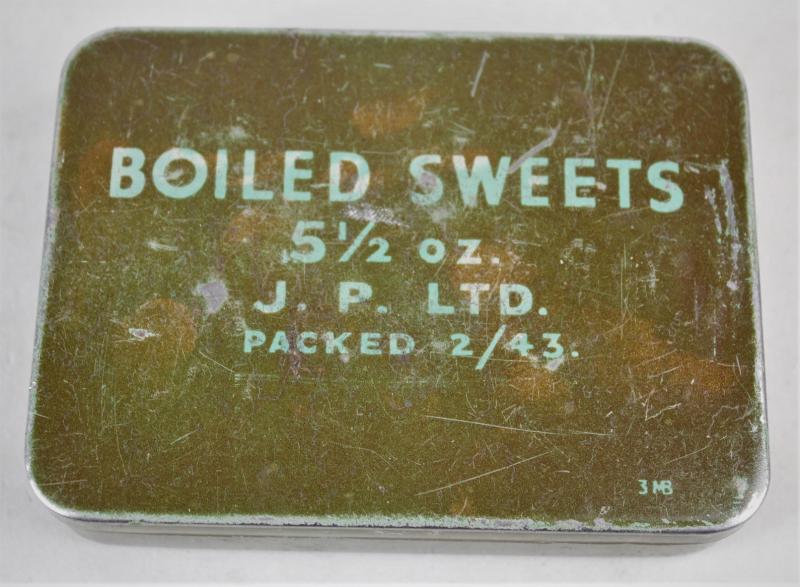 BOILED SWEETS
5½ oz.
J. P. LTD.
PACKED 2/43.
3 MB